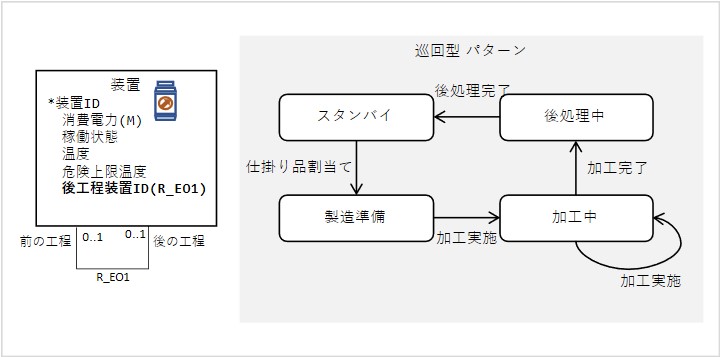 装置
*装置ID
消費電力(M)
稼働状態
温度
危険上限温度
後工程装置ID(R_EO1)
前の工程
0..1
0..1
後の工程
R_EO1
巡回型 パターン
スタンバイ
後処理完了
後処理中
仕掛り品割当て
加工完了
製造準備
加工実施
加工中
加工実施